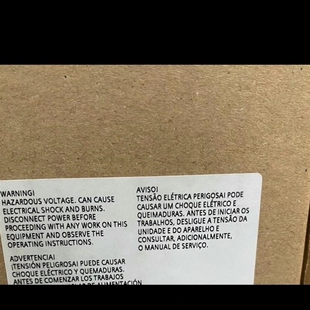 WARNING!
HAZARDOUS VOLTAGE. CAN CAUSE
ELECTRICAL SHOCK AND BURNS.
DISCONNECT POWER BEFORE
PROCEEDING WITH ANY WORK ON THIS
EQUIPMENT AND OBSERVE THE
OPERATING INSTRUCTIONS.
ADVERTENCIA!
¡TENSIÓN PELIGROSA! PUEDE CAUSAR
CHOQUE ELÉCTRICO Y QUEMADURAS.
ANTES DE COMENZAR LOS TRABAJOS
DE ALIMENTACIÓN
AVISO!
TENSÃO ELÉTRICA PERIGOSA! PODE
CAUSAR UM CHOQUE ELÉTRICO E
QUEIMADURAS. ANTES DE INICIAR OS
TRABALHOS, DESLIGUE A TENSÃO DA
UNIDADE E DO APARELHO E
CONSULTAR, ADICIONALMENTE,
O MANUAL DE SERVIÇO.